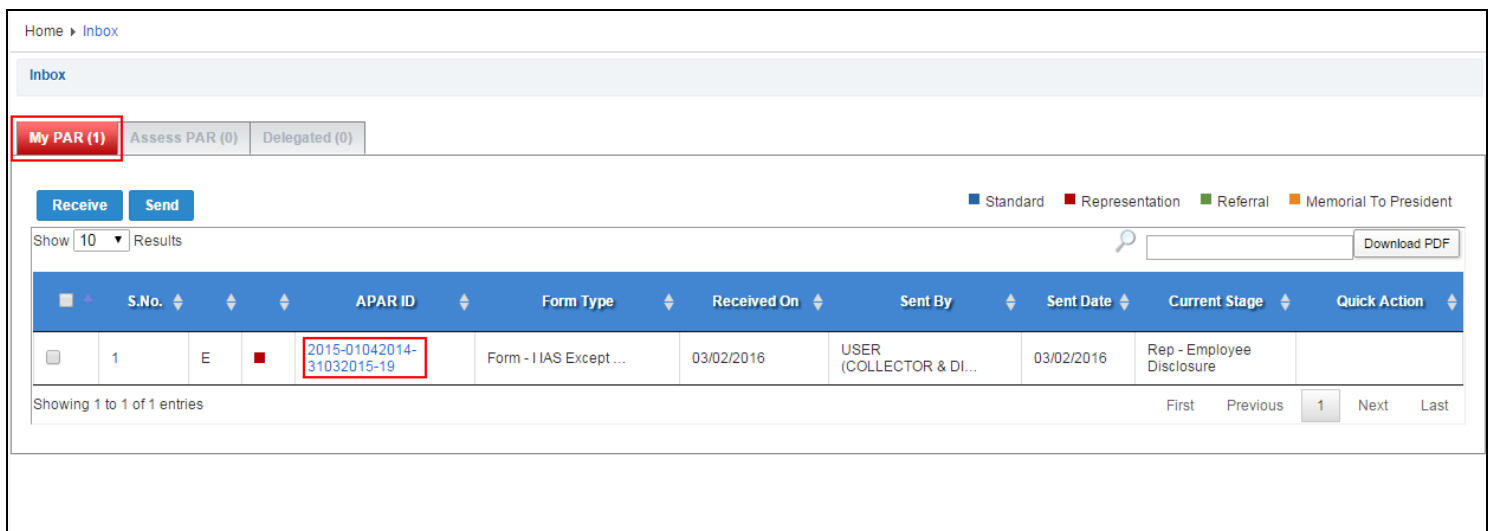 Home Inbox
Inbox
My PAR (1) Assess PAR (0) Delegated (0)
Receive Send Standard Representation Referral Memorial To President
Show 10 Results Download PDF
S.No. APAR ID Form Type Received On Sent By Sent Date Current Stage Quick Action
1 E 2015-01042014-31032015-19 Form - I IAS Except ... 03/02/2016 USER (COLLECTOR & DI... 03/02/2016 Rep - Employee Disclosure
Showing 1 to 1 of 1 entries First Previous 1 Next Last